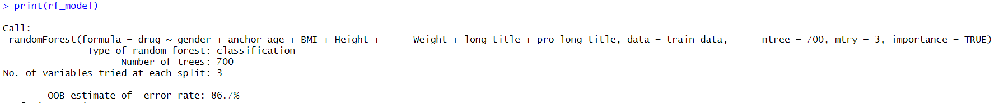 > print(rf_model)
Call:
randomForest(formula = drug ~ gender + anchor_age + BMI + Height +      Weight + long_title + pro_long_title, data = train_data,      ntree = 700, mtry = 3, importance = TRUE)
Type of random forest: classification
Number of trees: 700
No. of variables tried at each split: 3
OOB estimate of  error rate: 86.7%